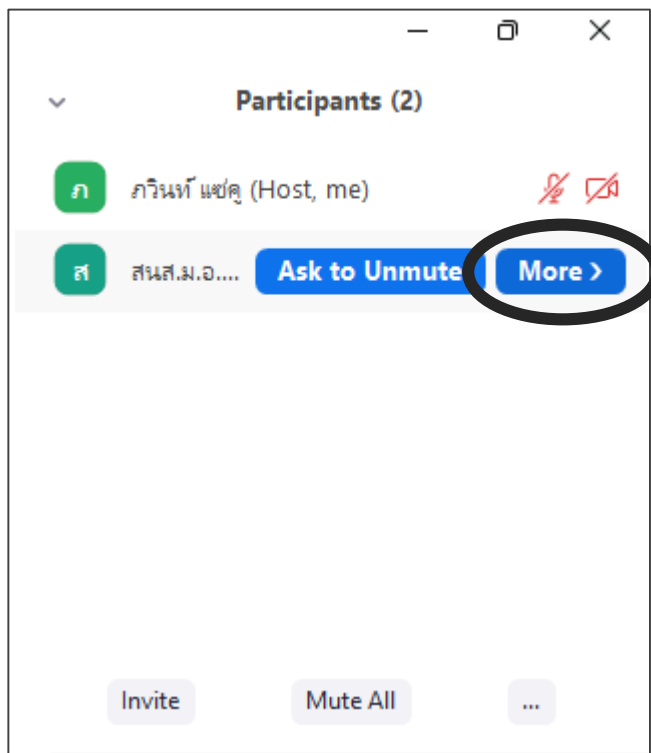 Participants (2)
ภ ภวินท์ แซ่คู (Host, me)
ส สนส.ม.อ.... Ask to Unmute More >
Invite Mute All ...